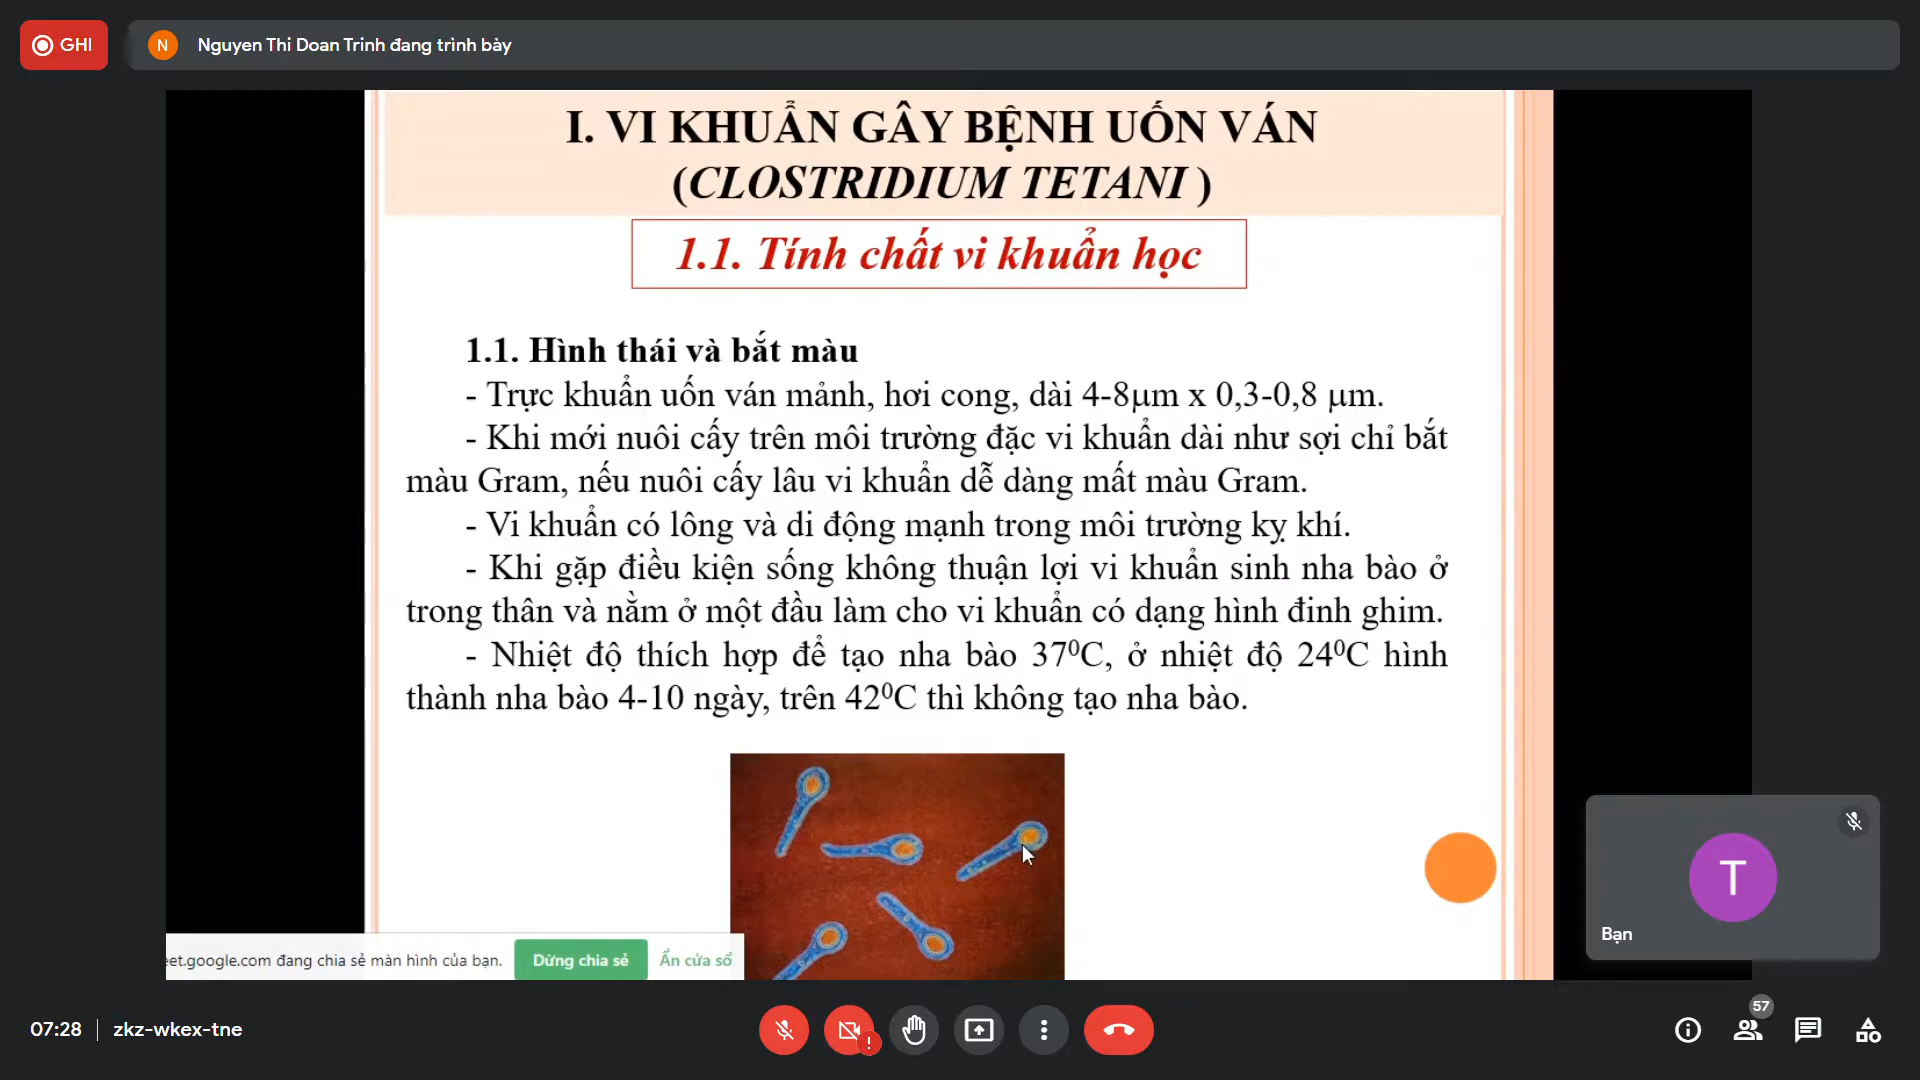 GHI
N
Nguyen Thi Doan Trinh đang trình bày
I. VI KHUẨN GÂY BỆNH UỐN VÁN
(CLOSTRIDIUM TETANI )
1.1. Tính chất vi khuẩn học
1.1. Hình thái và bắt màu
- Trực khuẩn uốn ván mảnh, hơi cong, dài 4-8μm x 0,3-0,8 μm.
- Khi mới nuôi cấy trên môi trường đặc vi khuẩn dài như sợi chỉ bắt
màu Gram, nếu nuôi cấy lâu vi khuẩn dễ dàng mất màu Gram.
- Vi khuẩn có lông và di động mạnh trong môi trường kỵ khí.
- Khi gặp điều kiện sống không thuận lợi vi khuẩn sinh nha bào ở
trong thân và nằm ở một đầu làm cho vi khuẩn có dạng hình đinh ghim.
- Nhiệt độ thích hợp để tạo nha bào 37⁰C, ở nhiệt độ 24⁰C hình
thành nha bào 4-10 ngày, trên 42⁰C thì không tạo nha bào.
eet.google.com đang chia sẻ màn hình của bạn.
Dừng chia sẻ
Ẩn cửa sổ
T
Bạn
07:28
zkz-wkex-tne
57